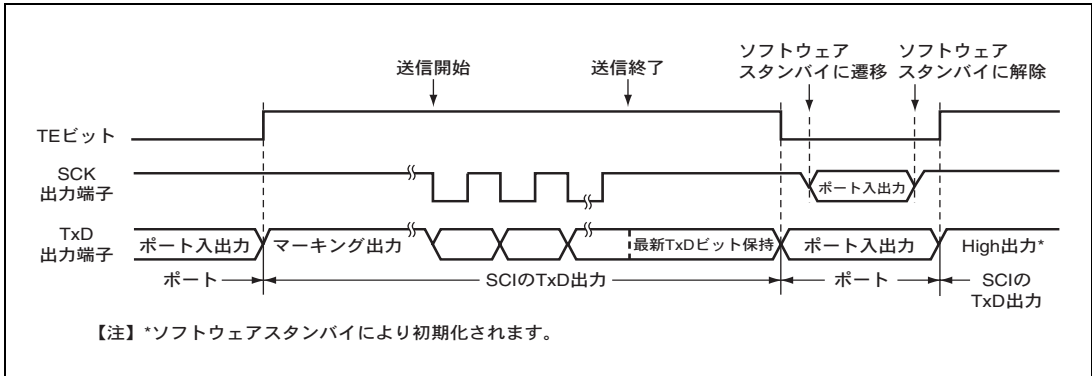 送信開始
送信終了
ソフトウェア
スタンバイに遷移
ソフトウェア
スタンバイに解除
TEビット
SCK
出力端子
ポート入出力
TxD
出力端子
ポート入出力
マーキング出力
最新TxDビット保持
ポート入出力
High出力*
ポート
SCIのTxD出力
ポート
SCIの
TxD出力
【注】*ソフトウェアスタンバイにより初期化されます。